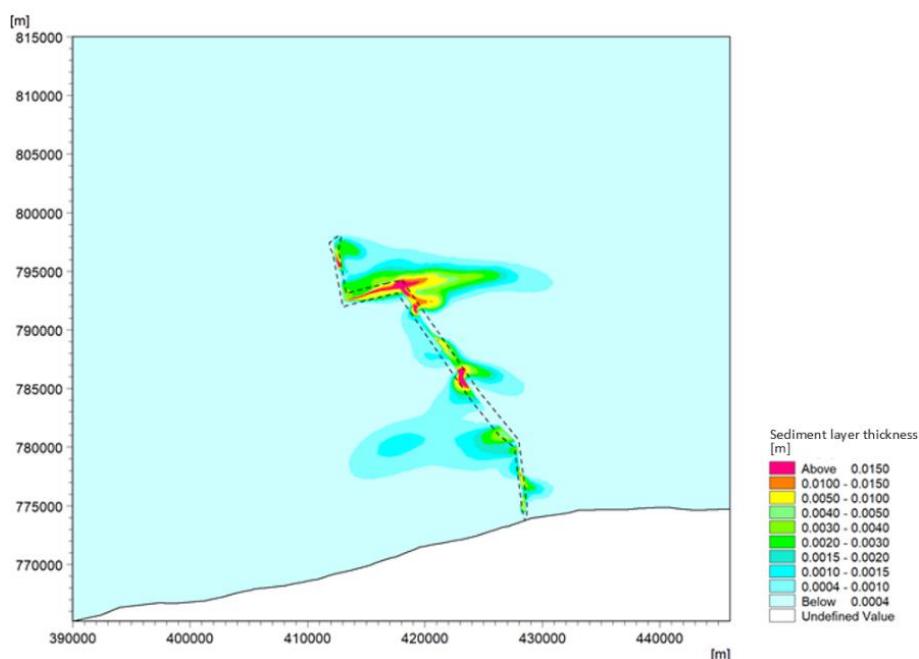 [m]
815000
810000
805000
800000
795000
790000
785000
780000
775000
770000
390000 400000 410000 420000 430000 440000
[m]
Sediment layer thickness
[m]
Above 0.0150
0.0100 - 0.0150
0.0050 - 0.0100
0.0040 - 0.0050
0.0030 - 0.0040
0.0020 - 0.0030
0.0015 - 0.0020
0.0010 - 0.0015
0.0004 - 0.0010
Below 0.0004
Undefined Value